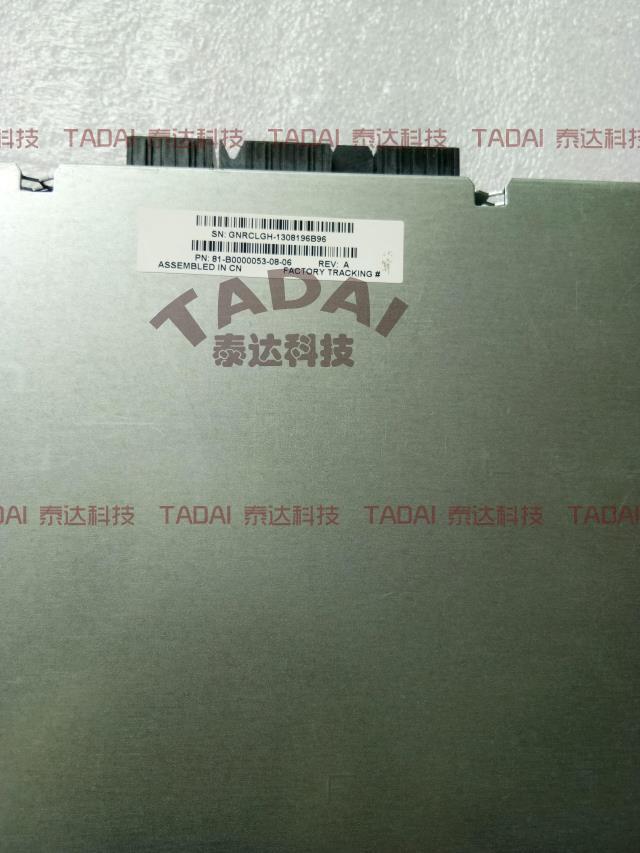 TADAI 泰达科技 TADAI 泰达科技 TADAI 泰达科技 TADAI
SN: GNRCLGH-1308196B96
PN: 81-B0000053-08-06 REV: A
ASSEMBLED IN CN FACTORY TRACKING #
TADAI
泰达科技
TADAI 泰达科技 TADAI 泰达科技 TADAI 泰达科技 TADAI